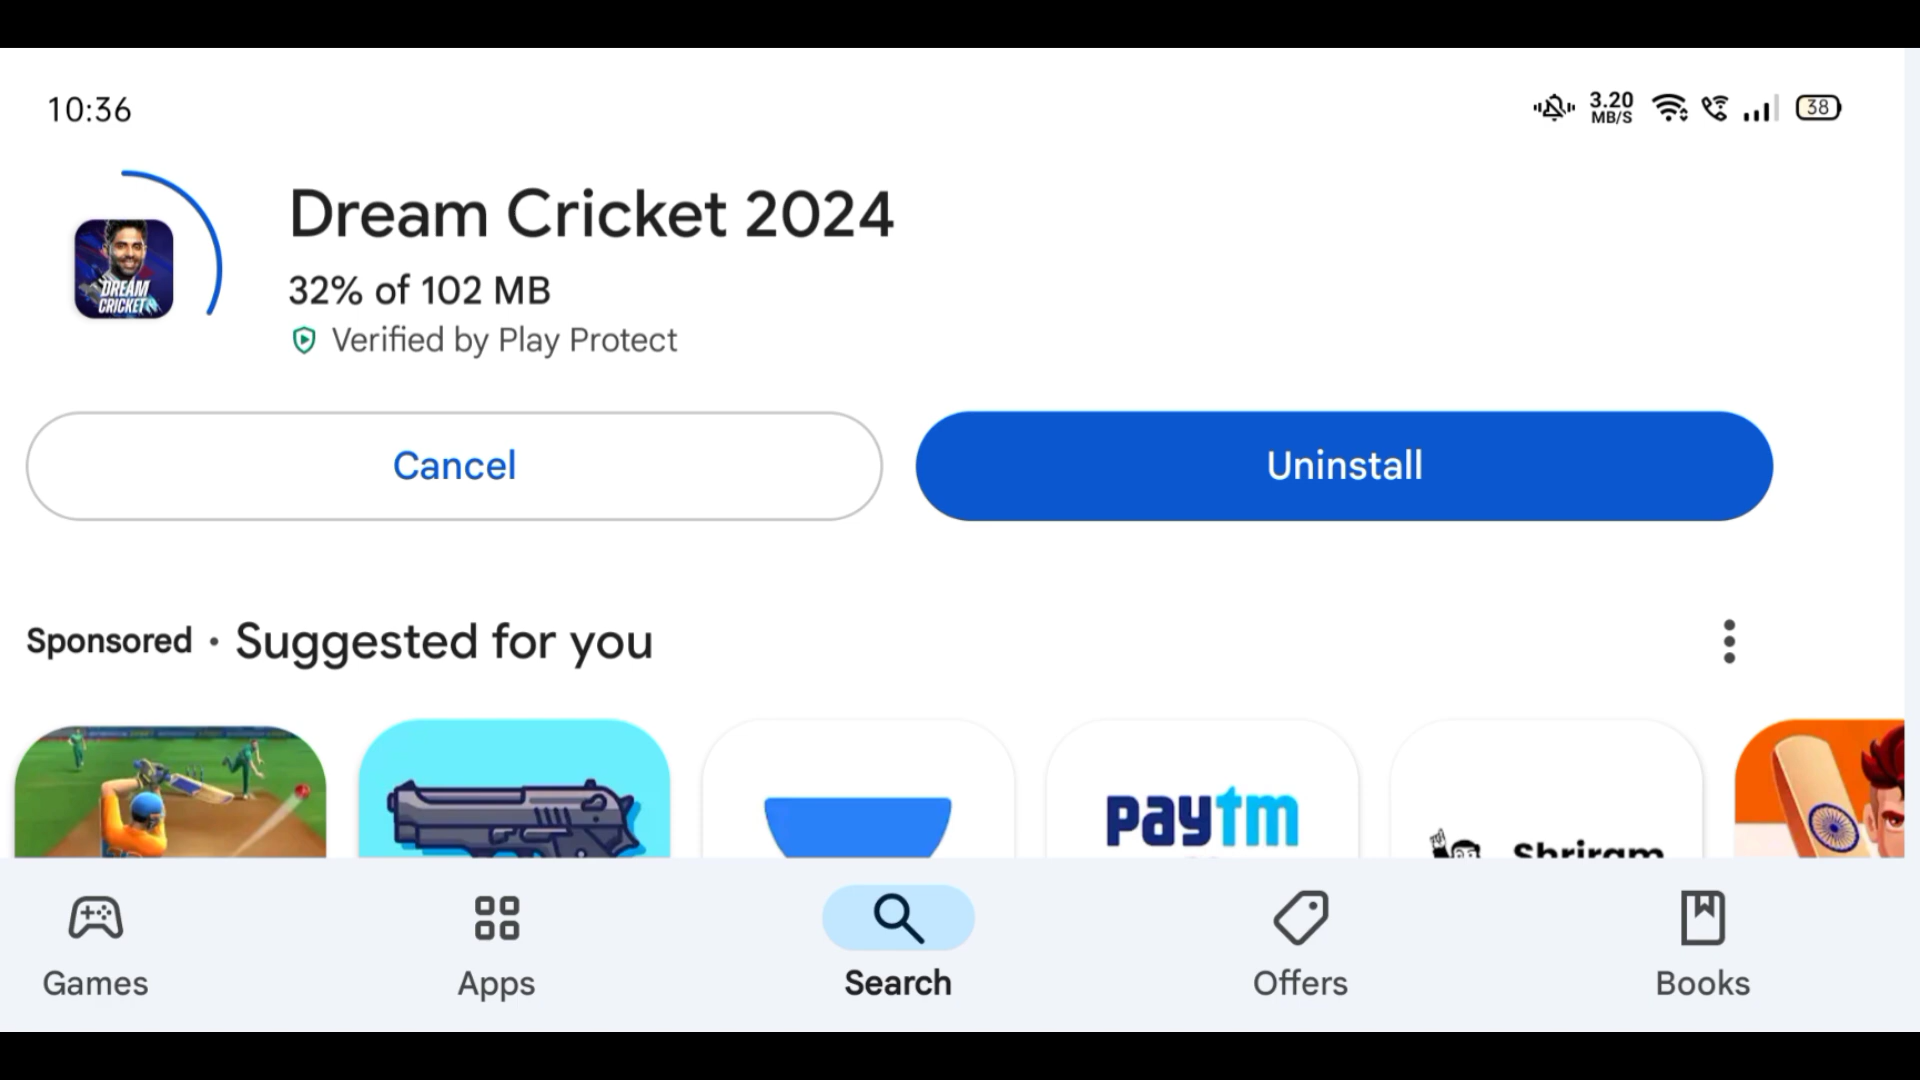 10:36
3.20
MB/S
38
Dream Cricket 2024
32% of 102 MB
Verified by Play Protect
DREAM
CRICKET
Cancel
Uninstall
Sponsored • Suggested for you
paytm
Shriram
Games
Apps
Search
Offers
Books